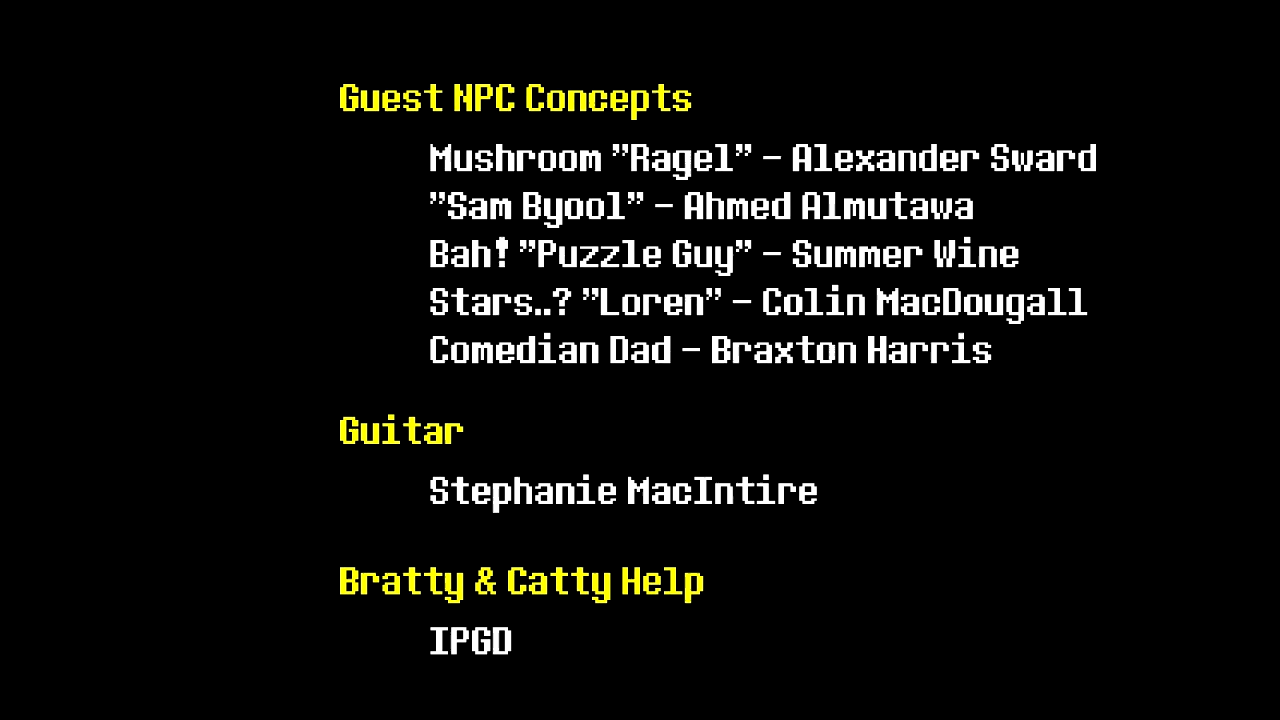 Guest NPC Concepts
Mushroom ”Ragel” – Alexander Sward
”Sam Byool” – Ahmed Almutawa
Bah! ”Puzzle Guy” – Summer Wine
Stars..? ”Loren” – Colin MacDougall
Comedian Dad – Braxton Harris
Guitar
Stephanie MacIntire
Bratty & Catty Help
IPGD